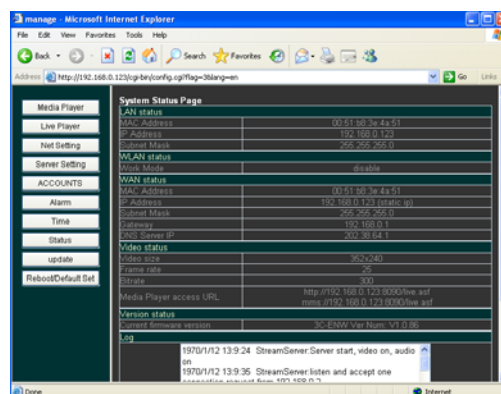 manage - Microsoft Internet Explorer
File Edit View Favorites Tools Help
Back Search Favorites
Address http://192.168.0.123/cgi-bin/config.cgi?flag=3&lang=en Go Links
Media Player
Live Player
Net Setting
Server Setting
ACCOUNTS
Alarm
Time
Status
update
Reboot/Default Set
System Status Page
LAN status
MAC Address 00:51:b8:3e:4a:51
IP Address 192.168.0.123
Subnet Mask 255.255.255.0
WLAN status
Work Mode disable
WAN status
MAC Address 00:51:b8:3e:4a:51
IP Address 192.168.0.123 (static ip)
Subnet Mask 255.255.255.0
Gateway 192.168.0.1
DNS Server IP 202.38.64.1
Video status
Video size 352x240
Frame rate 25
Bitrate 300
Media Player access URL http://192.168.0.123:8090/live.asf
mms://192.168.0.123:8090/live.asf
Version status
Current firmware version 3C-ENW Ver Num: V1.0.86
Log
1970/1/12 13:9:24 StreamServer:Server start, video on, audio
on
1970/1/12 13:9:35 StreamServer:listen and accept one
connection request from 192.168.0.2
Done Internet